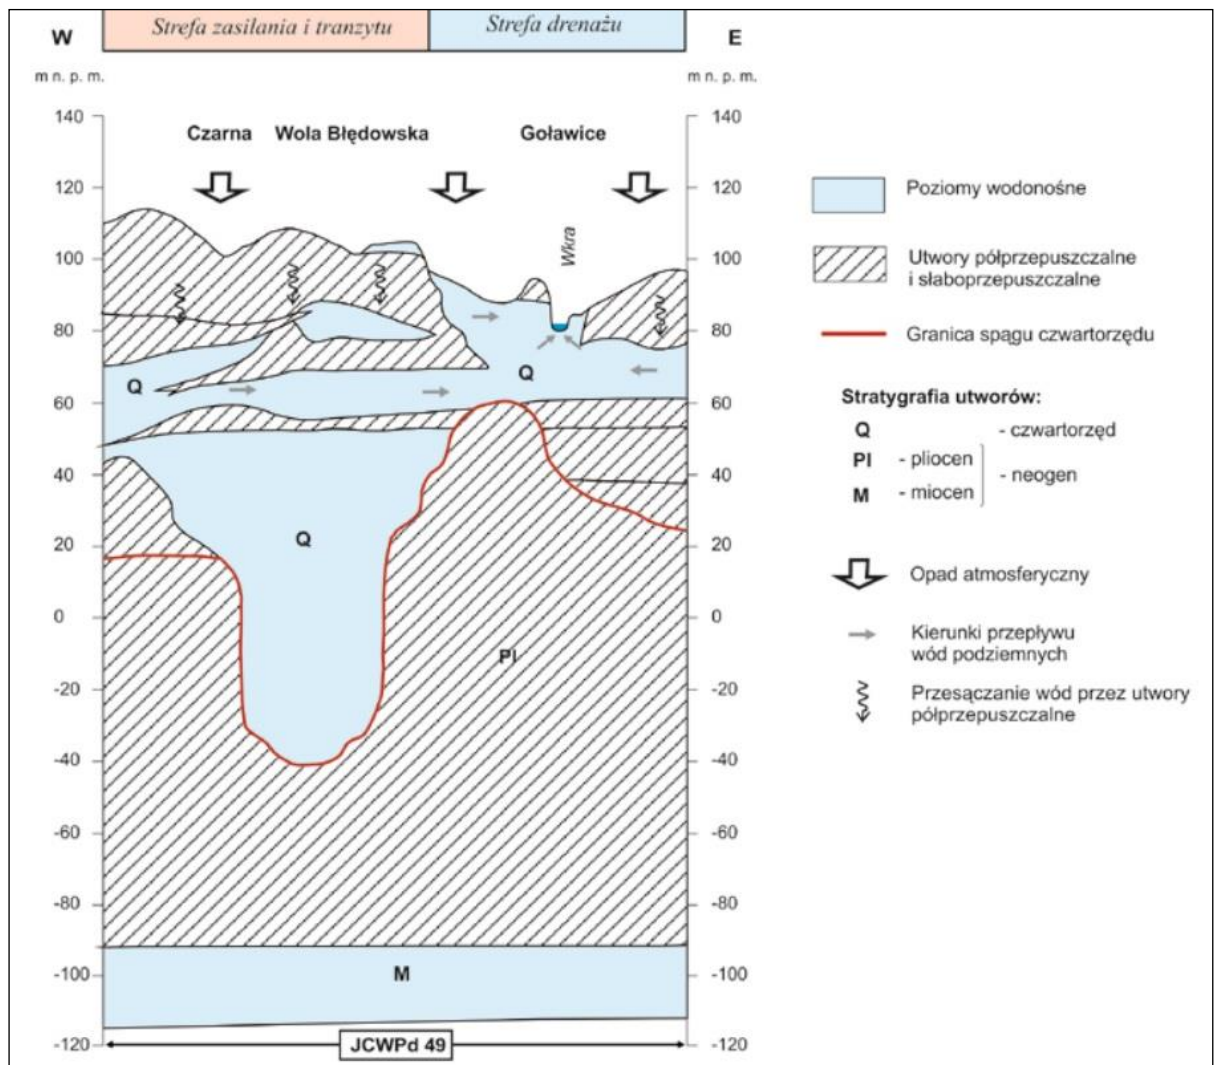 Strefa zasilania i tranzytu
Strefa drenażu
W
E
m n. p. m.
m n. p. m.
140
140
Czarna
Wola Błędowska
Goławice
120
120
Wkra
100
100
80
80
Q
Q
60
60
40
40
Q
20
20
0
0
Pl
-20
-20
-40
-40
-60
-60
-80
-80
M
-100
-100
-120
-120
JCWPd 49
Poziomy wodonośne
Utwory półprzepuszczalne
i słaboprzepuszczalne
Granica spągu czwartorzędu
Stratygrafia utworów:
Q - czwartorzęd
Pl - pliocen
- neogen
M - miocen
Opad atmosferyczny
Kierunki przepływu
wód podziemnych
Przesączanie wód przez utwory
półprzepuszczalne